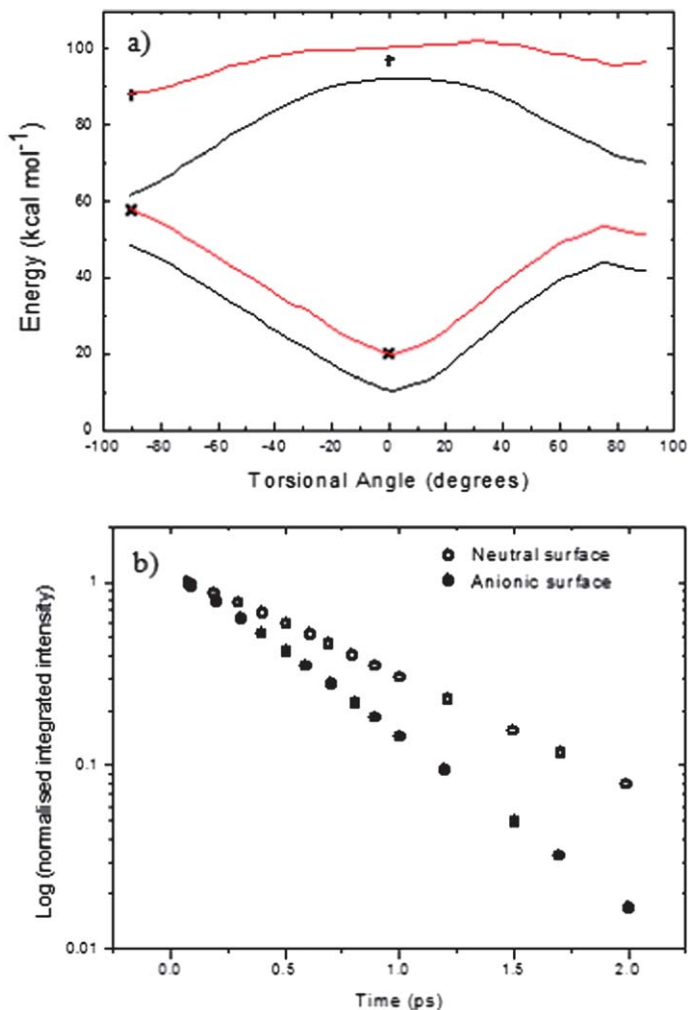 a)
Energy (kcal mol⁻¹)
100
80
60
40
20
0
-100 -80 -60 -40 -20 0 20 40 60 80 100
Torsional Angle (degrees)
b)
Neutral surface
Anionic surface
Log (normalised integrated intensity)
1
0.1
0.01
0.0 0.5 1.0 1.5 2.0
Time (ps)